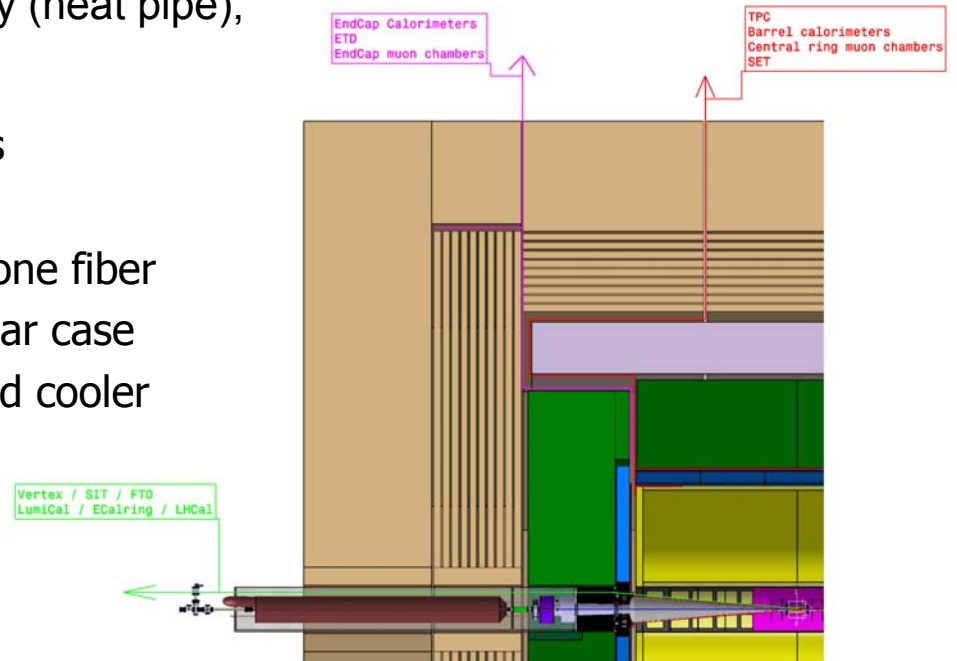 y (heat pipe),
s
one fiber
ar case
d cooler
EndCap Calorimeters
ETD
EndCap muon chambers
TPC
Barrel calorimeters
Central ring muon chambers
SET
Vertex / SIT / FTD
LumiCal / ECalring / LHCal